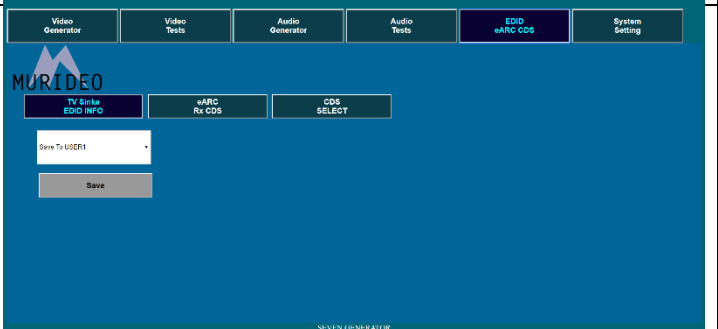 Video
Generator
Video
Tests
Audio
Generator
Audio
Tests
EDID
eARC CDS
System
Setting
MURIDEO
TV Sinke
EDID INFO
eARC
Rx CDS
CDS
SELECT
Save To USER1
Save
SEVEN GENERATOR